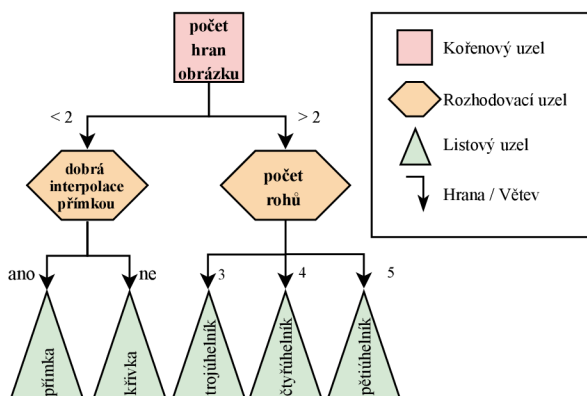 počet
hran
obrázku
< 2
> 2
dobrá
interpolace
přímkou
počet
rohů
ano
ne
3
4
5
přímka
křivka
trojúhelník
čtyřúhelník
pětiúhelník
Kořenový uzel
Rozhodovací uzel
Listový uzel
Hrana / Větev